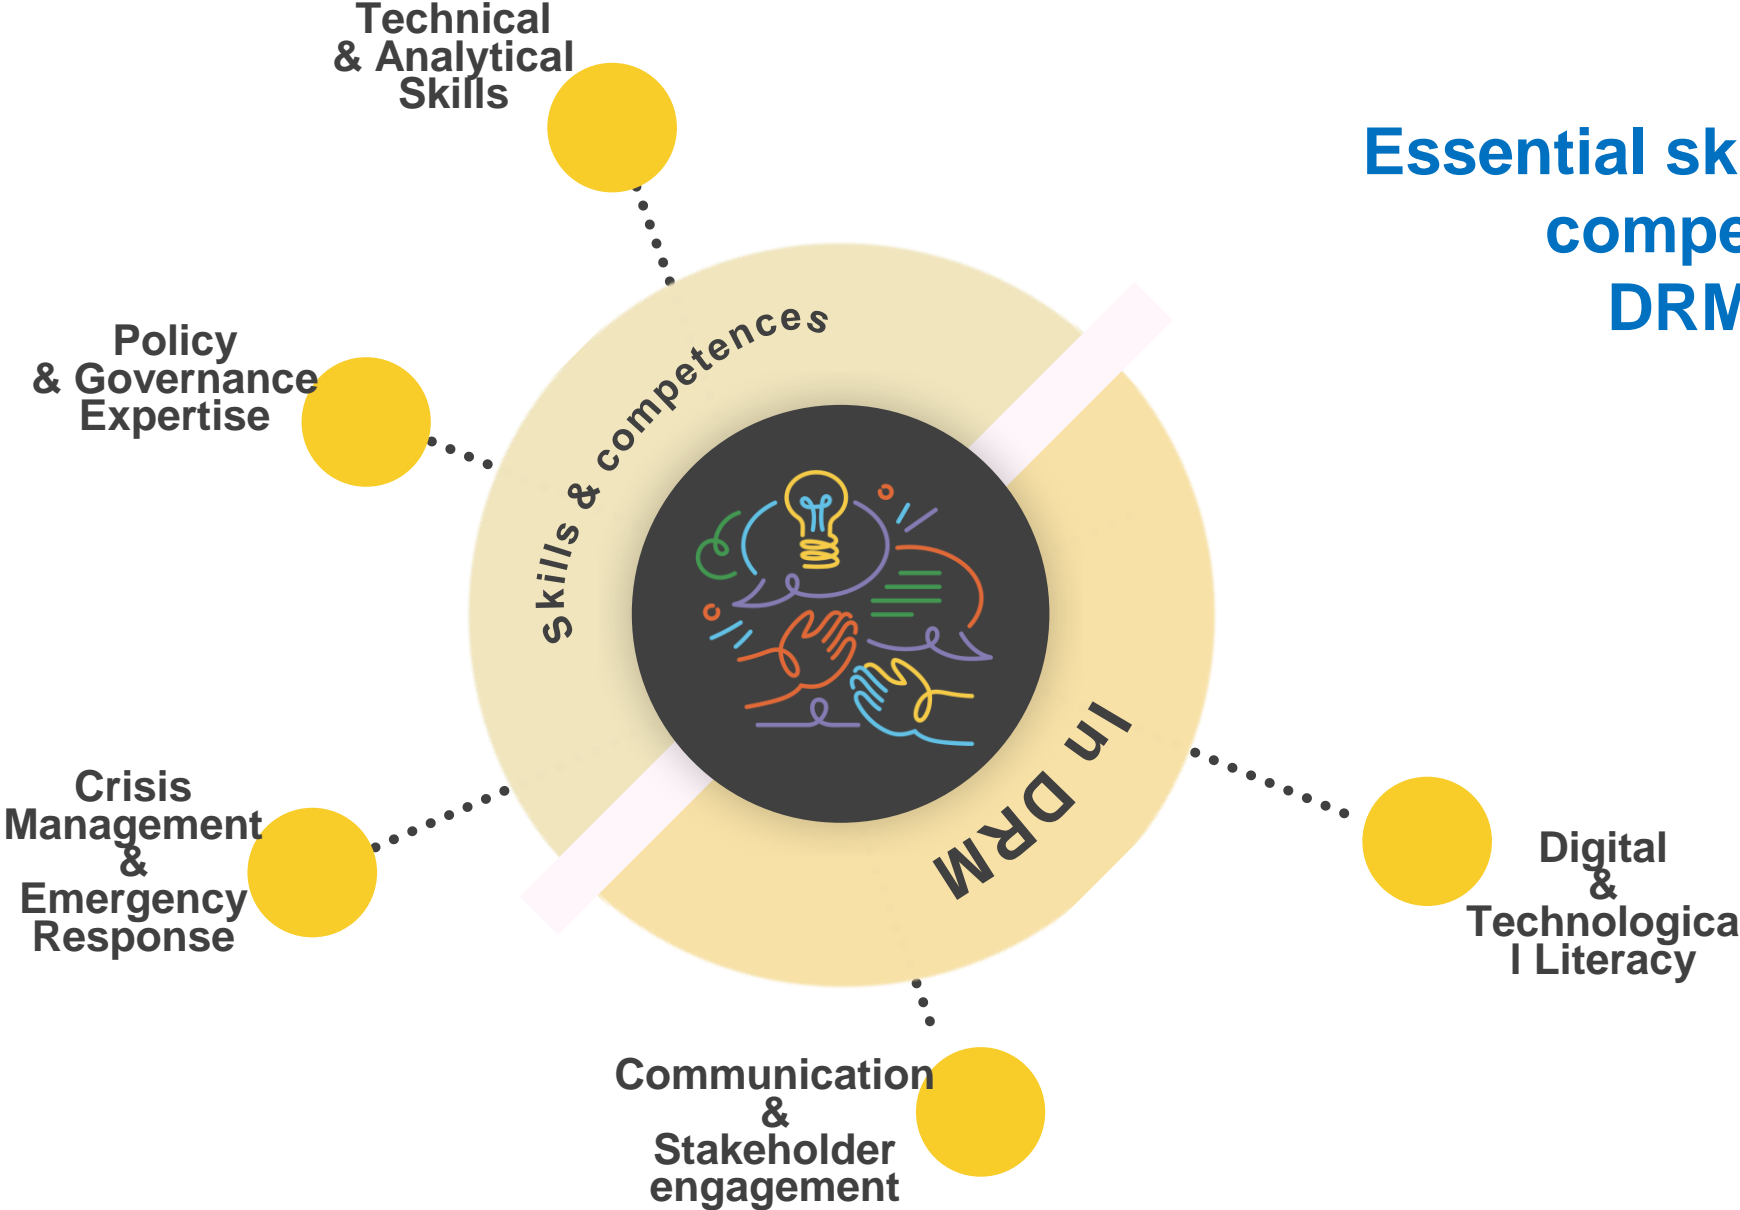 Technical
& Analytical
Skills
Essential sk
compe
DRM
Policy
& Governance
Expertise
Skills & competences
In DRM
Crisis
Management
&
Emergency
Response
Digital
&
Technologica
l Literacy
Communication
&
Stakeholder
engagement